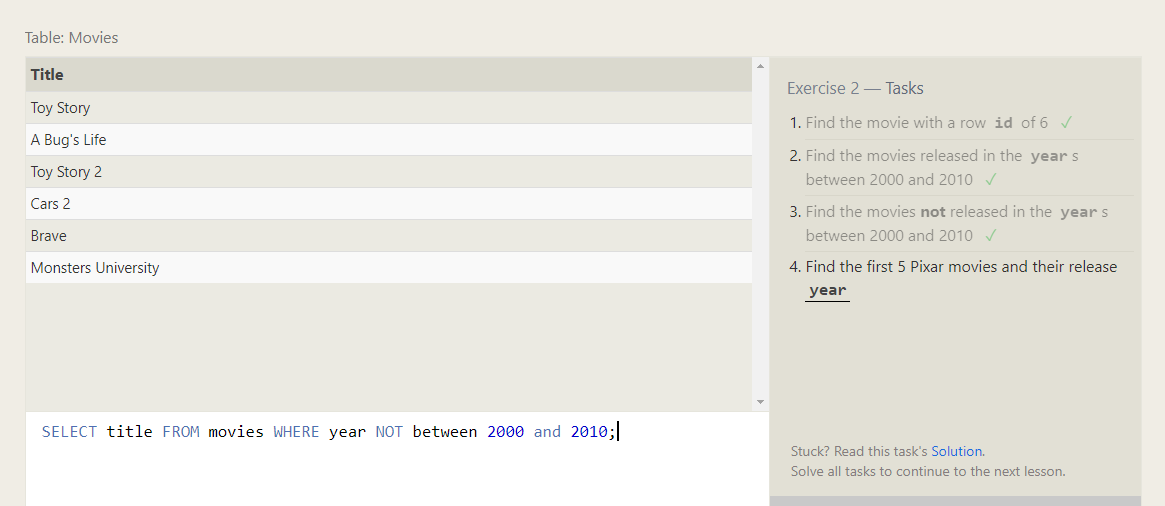 Table: Movies
Title
Toy Story
A Bug's Life
Toy Story 2
Cars 2
Brave
Monsters University
SELECT title FROM movies WHERE year NOT between 2000 and 2010;
Exercise 2 — Tasks
1. Find the movie with a row id of 6 ✓
2. Find the movies released in the year s
between 2000 and 2010 ✓
3. Find the movies not released in the year s
between 2000 and 2010 ✓
4. Find the first 5 Pixar movies and their release
year
Stuck? Read this task's Solution.
Solve all tasks to continue to the next lesson.